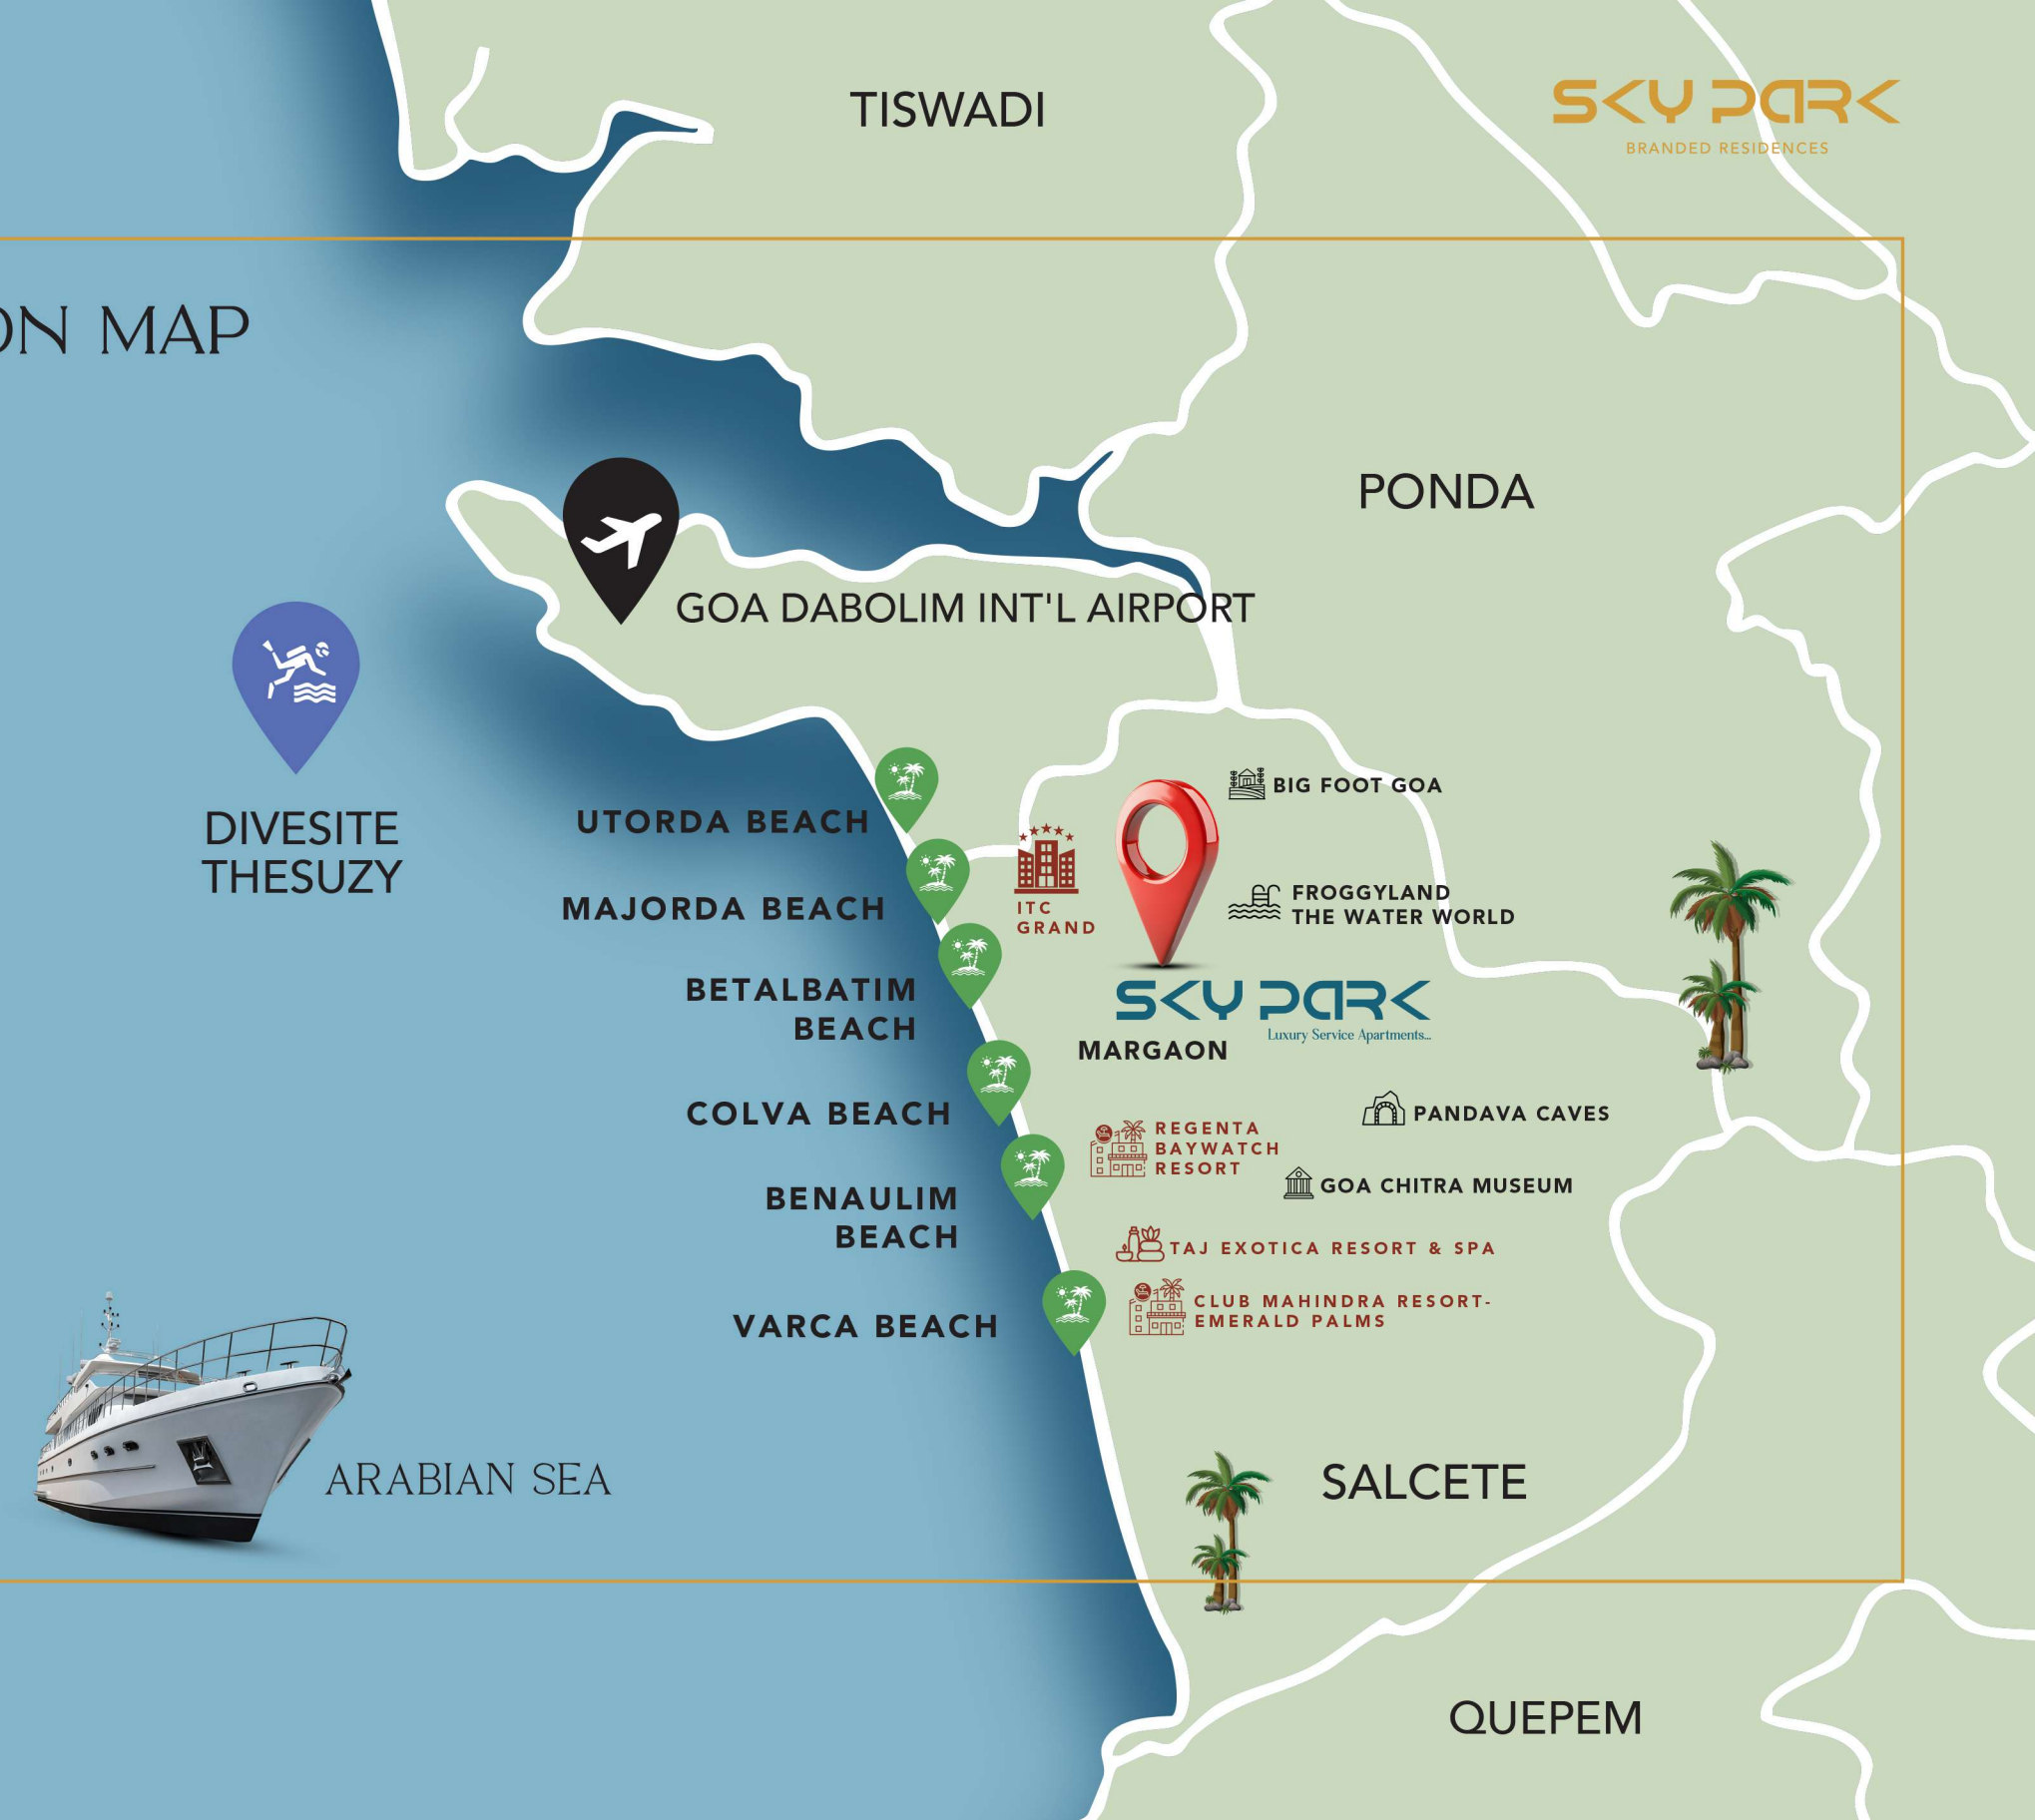 TISWADI
SKY PARK
BRANDED RESIDENCES
ON MAP
PONDA
GOA DABOLIM INT'L AIRPORT
DIVESITE
THESUZY
UTORDA BEACH
BIG FOOT GOA
MAJORDA BEACH
ITC
GRAND
FROGGYLAND
THE WATER WORLD
BETALBATIM
BEACH
SKY PARK
Luxury Service Apartments...
MARGAON
COLVA BEACH
PANDAVA CAVES
REGENTA
BAYWATCH
RESORT
GOA CHITRA MUSEUM
BENAULIM
BEACH
TAJ EXOTICA RESORT & SPA
CLUB MAHINDRA RESORT-
EMERALD PALMS
VARCA BEACH
ARABIAN SEA
SALCETE
QUEPEM